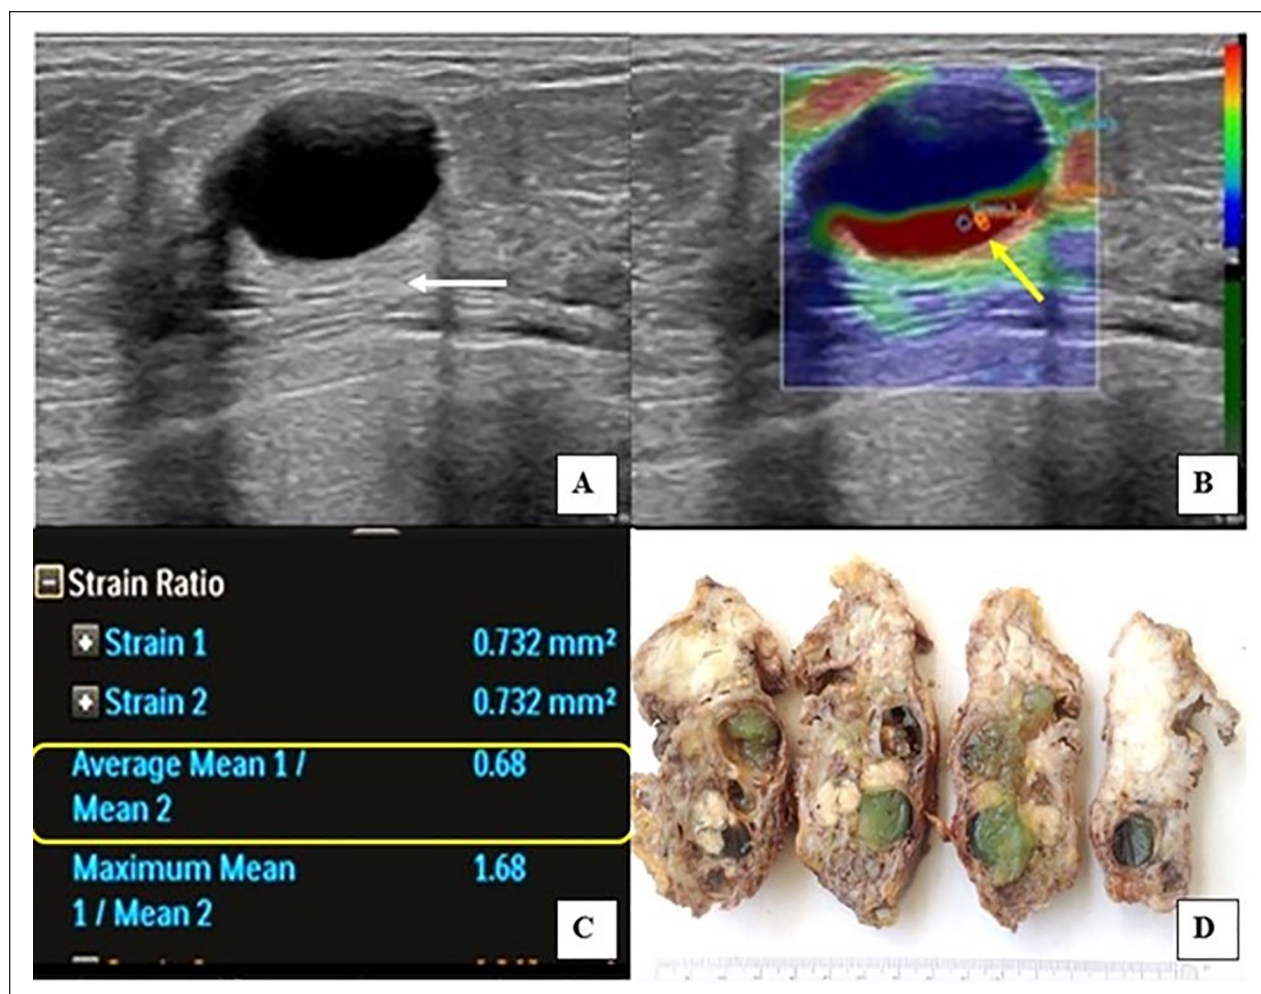 A
B
Strain Ratio
Strain 1 0.732 mm²
Strain 2 0.732 mm²
Average Mean 1 / 0.68
Mean 2
Maximum Mean 1.68
1 / Mean 2
C
D